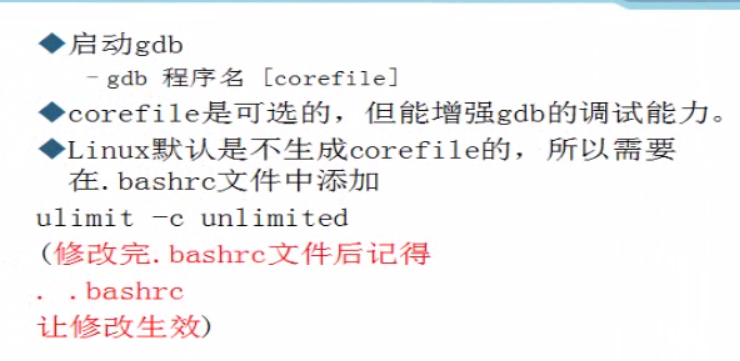 ◆启动gdb
－gdb 程序名 [corefile]
◆corefile是可选的，但能增强gdb的调试能力。
◆Linux默认是不生成corefile的，所以需要
在.bashrc文件中添加
ulimit -c unlimited
(修改完.bashrc文件后记得
. .bashrc
让修改生效)